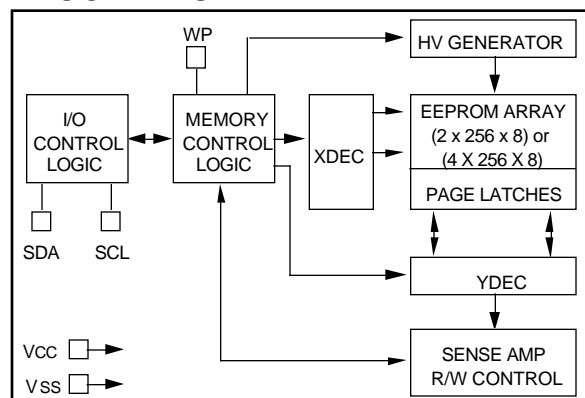 WP
HV GENERATOR
I/O
CONTROL
LOGIC
MEMORY
CONTROL
LOGIC
XDEC
EEPROM ARRAY
(2 x 256 x 8) or
(4 X 256 X 8)
PAGE LATCHES
SDA
SCL
YDEC
VCC
VSS
SENSE AMP
R/W CONTROL